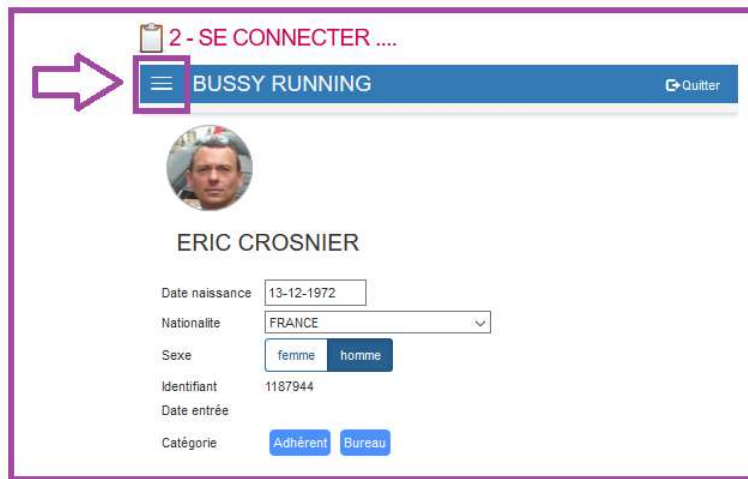 2 - SE CONNECTER ....
BUSSY RUNNING
Quitter
ERIC CROSNIER
Date naissance 13-12-1972
Nationalite FRANCE
Sexe femme homme
Identifiant 1187944
Date entrée
Catégorie Adhérent Bureau